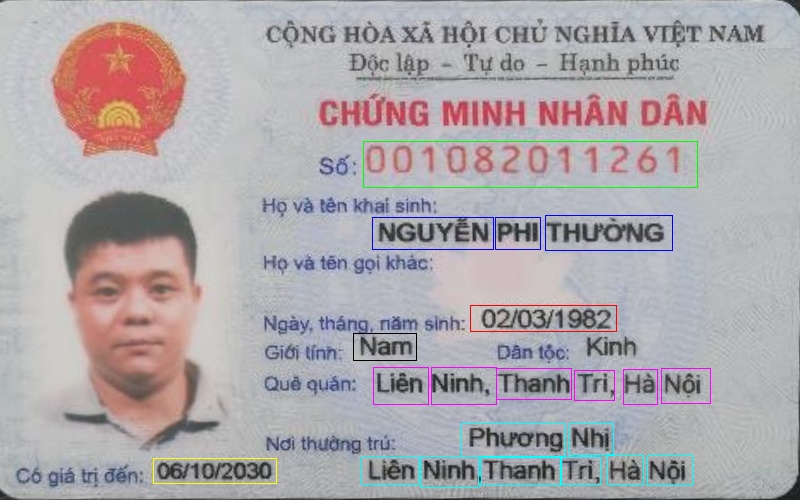 CỘNG HÒA XÃ HỘI CHỦ NGHĨA VIỆT NAM
Độc lập - Tự do - Hạnh phúc
CHỨNG MINH NHÂN DÂN
Số: 001082011261
Họ và tên khai sinh:
NGUYỄN PHI THƯỜNG
Họ và tên gọi khác:
Ngày, tháng, năm sinh: 02/03/1982
Giới tính: Nam Dân tộc: Kinh
Quê quán: Liên Ninh, Thanh Trì, Hà Nội
Nơi thường trú: Phương Nhị
Liên Ninh, Thanh Trì, Hà Nội
Có giá trị đến: 06/10/2030